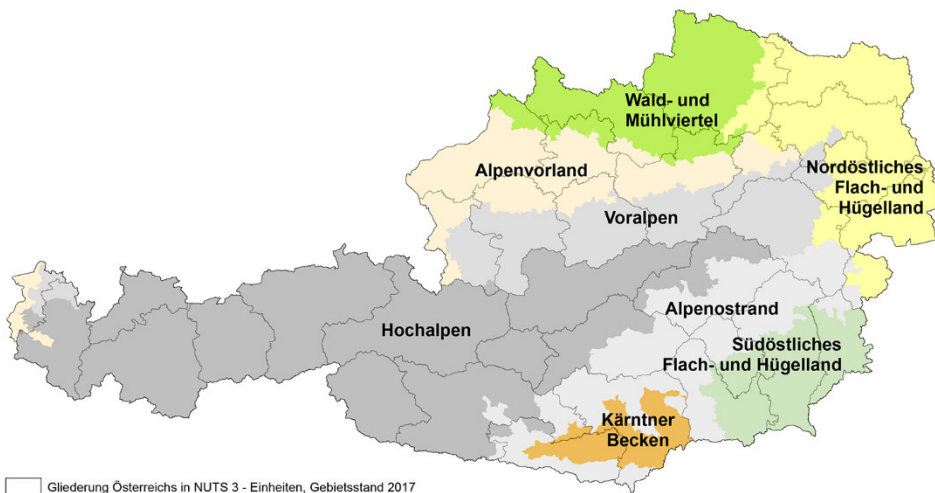 Wald- und
Mühlviertel
Alpenvorland
Nordöstliches
Flach- und
Hügelland
Voralpen
Alpenostrand
Hochalpen
Südöstliches
Flach- und Hügelland
Kärntner
Becken
Gliederung Österreichs in NUTS 3 - Einheiten, Gebietsstand 2017